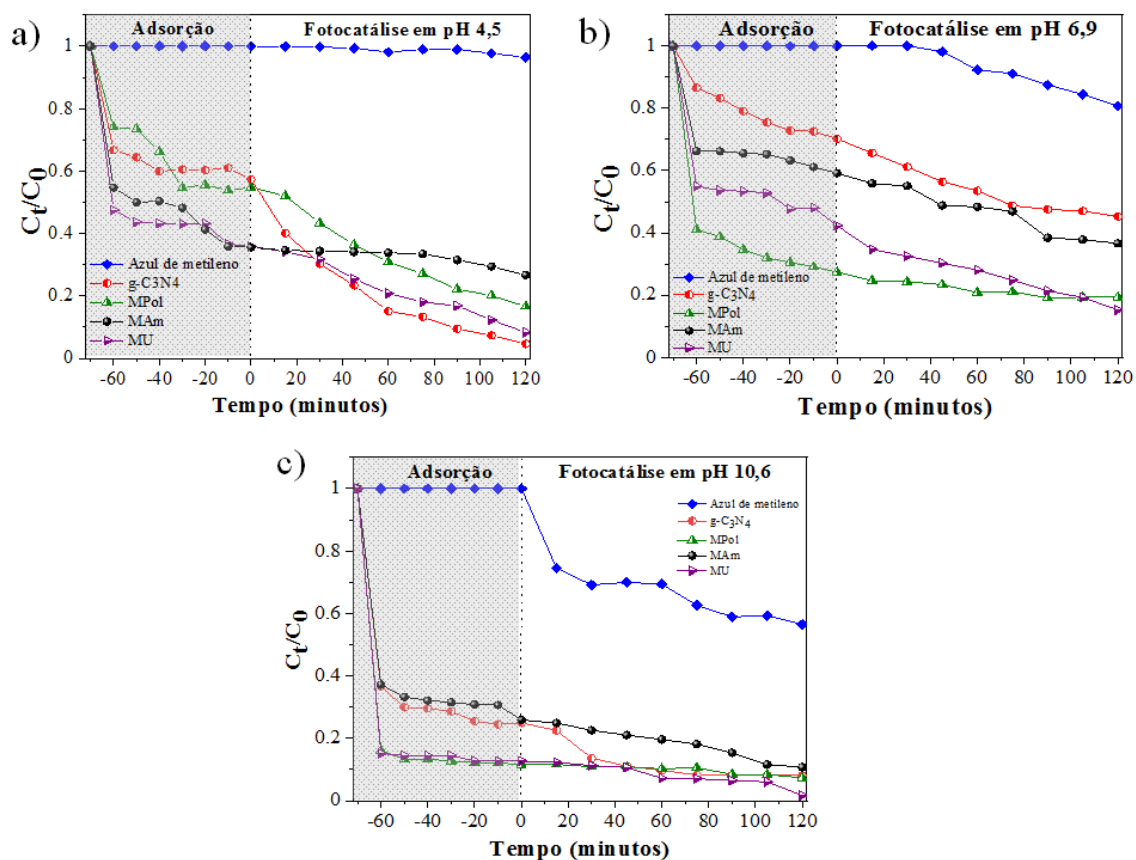 a)
Adsorção
Fotocatálise em pH 4,5
1
0.8
0.6
0.4
0.2
0
Ct/C0
Azul de metileno
g-C3N4
MPol
MAm
MU
-60 -40 -20 0 20 40 60 80 100 120
Tempo (minutos)
b)
Adsorção
Fotocatálise em pH 6,9
1
0.8
0.6
0.4
0.2
0
Ct/C0
Azul de metileno
g-C3N4
MPol
MAm
MU
-60 -40 -20 0 20 40 60 80 100 120
Tempo (minutos)
c)
Adsorção
Fotocatálise em pH 10,6
1
0.8
0.6
0.4
0.2
0
Ct/C0
Azul de metileno
g-C3N4
MPol
MAm
MU
-60 -40 -20 0 20 40 60 80 100 120
Tempo (minutos)